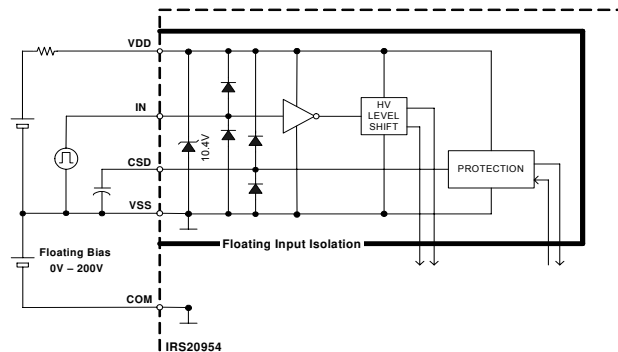 VDD
IN
HV
LEVEL
SHIFT
10.4V
CSD
PROTECTION
VSS
Floating Input Isolation
Floating Bias
0V – 200V
COM
IRS20954